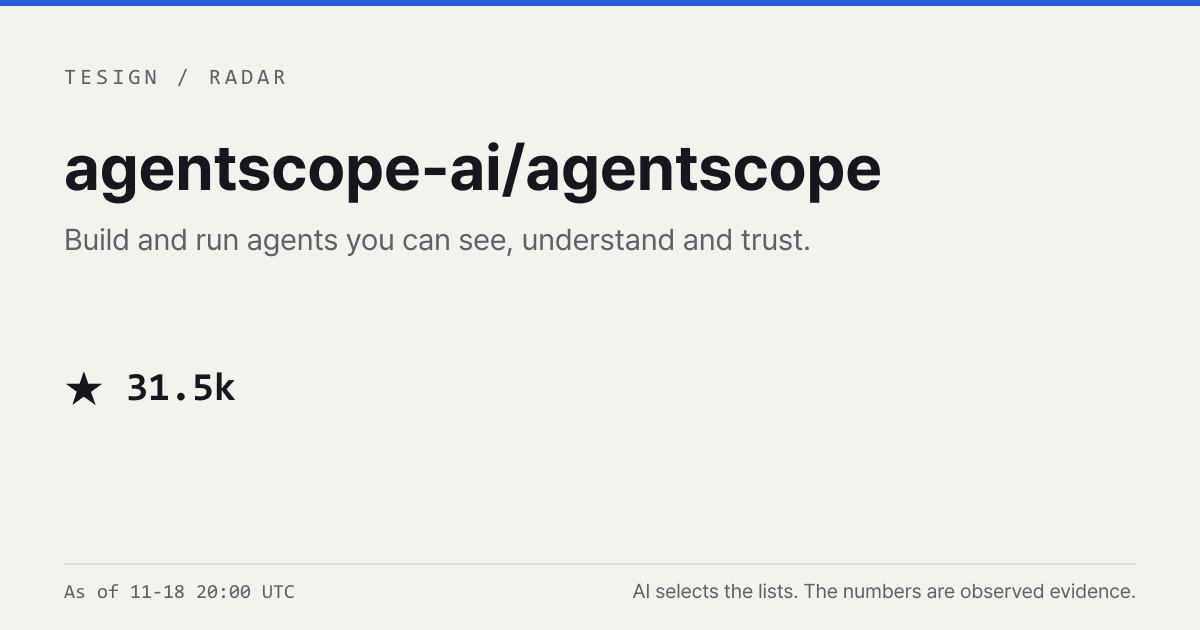 TESIGN / RADAR
agentscope-ai/agentscope
Build and run agents you can see, understand and trust.
★ 31.5k
As of 11-18 20:00 UTC
AI selects the lists. The numbers are observed evidence.